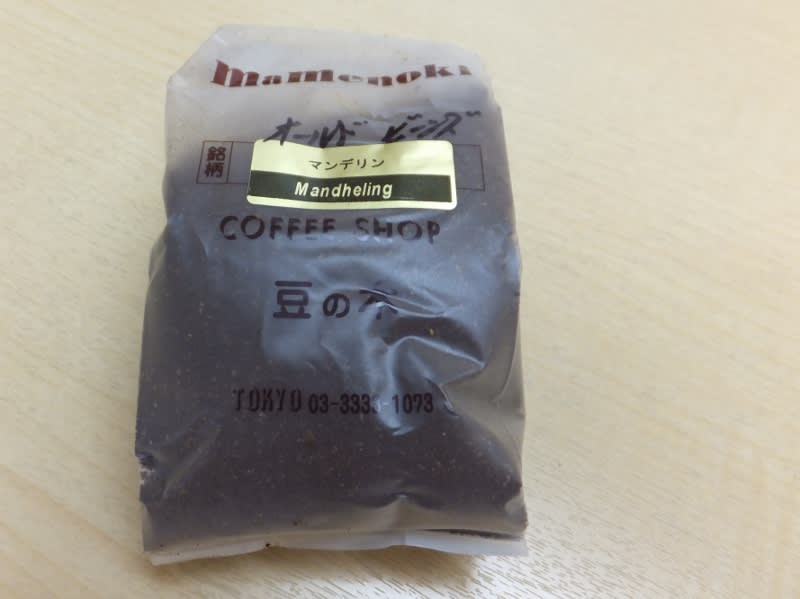 mamenoki
オールド ビーンズ
銘柄
マンデリン
Mandheling
COFFEE SHOP
豆の木
TOKYO 03-3333-1073